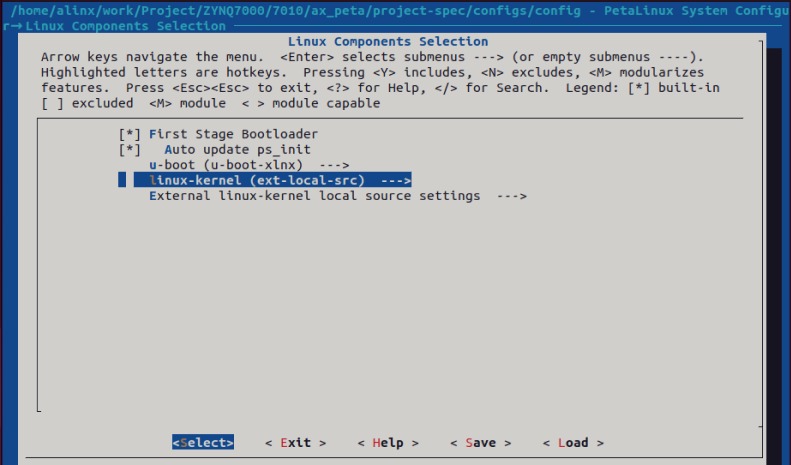 /home/alinx/work/Project/ZYNQ7000/7010/ax_peta/project-spec/configs/config - PetaLinux System Configu
r→Linux Components Selection
Linux Components Selection
Arrow keys navigate the menu.  <Enter> selects submenus ---> (or empty submenus ----).
Highlighted letters are hotkeys.  Pressing <Y> includes, <N> excludes, <M> modularizes
features.  Press <Esc><Esc> to exit, <?> for Help, </> for Search.  Legend: [*] built-in
[ ] excluded  <M> module  < > module capable
[*] First Stage Bootloader
[*]   Auto update ps_init
u-boot (u-boot-xlnx)  --->
linux-kernel (ext-local-src)  --->
External linux-kernel local source settings  --->
<Select>    < Exit >    < Help >    < Save >    < Load >